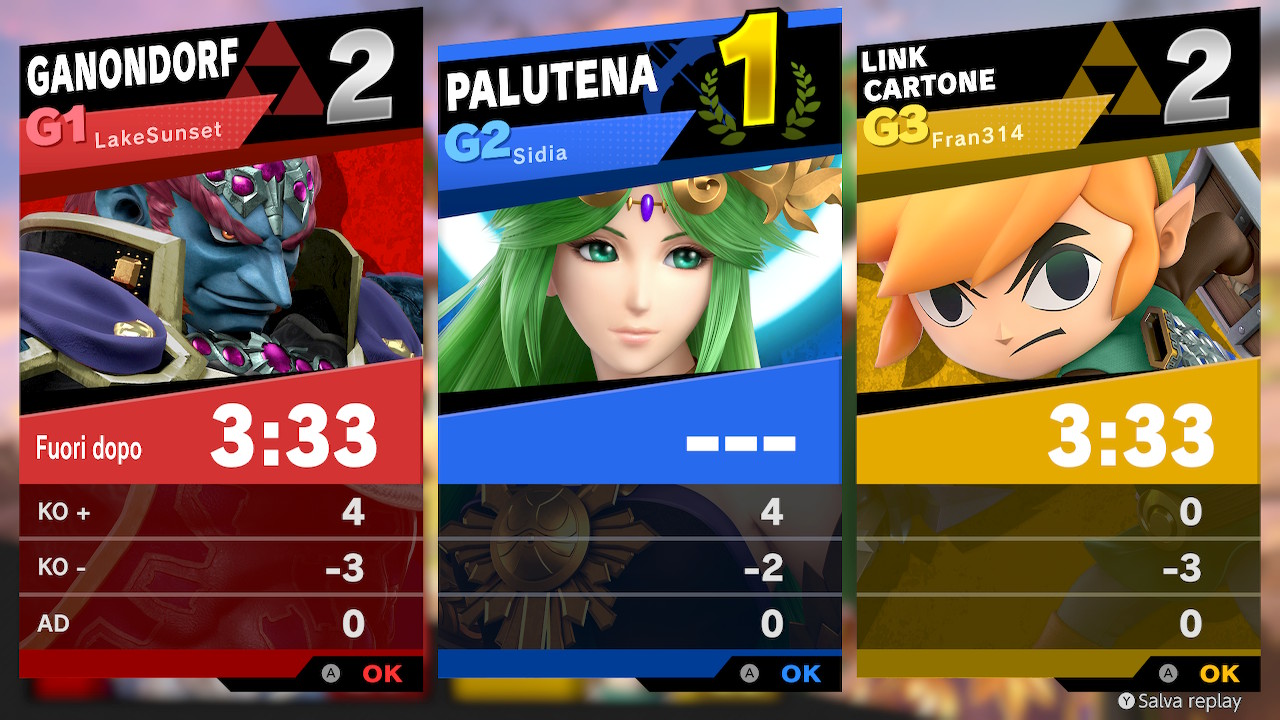 GANONDORF
2
G1 LakeSunset
Fuori dopo 3:33
KO + 4
KO - -3
AD 0
A OK
PALUTENA
1
G2 Sidia
---
4
-2
0
A OK
LINK
CARTONE
2
G3 Fran314
3:33
0
-3
0
A OK
Y Salva replay